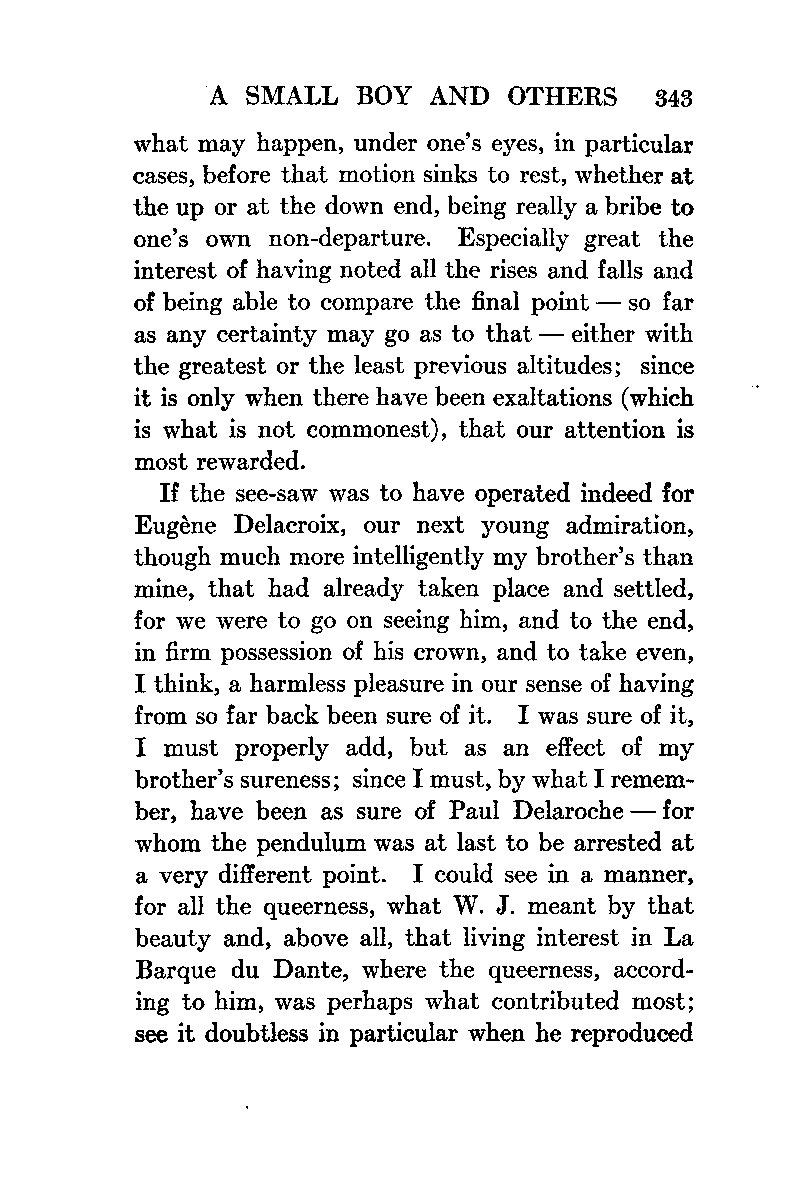 A SMALL BOY AND OTHERS 343
what may happen, under one's eyes, in particular
cases, before that motion sinks to rest, whether at
the up or at the down end, being really a bribe to
one's own non-departure. Especially great the
interest of having noted all the rises and falls and
of being able to compare the final point — so far
as any certainty may go as to that — either with
the greatest or the least previous altitudes; since
it is only when there have been exaltations (which
is what is not commonest), that our attention is
most rewarded.
If the see-saw was to have operated indeed for
Eugène Delacroix, our next young admiration,
though much more intelligently my brother's than
mine, that had already taken place and settled,
for we were to go on seeing him, and to the end,
in firm possession of his crown, and to take even,
I think, a harmless pleasure in our sense of having
from so far back been sure of it. I was sure of it,
I must properly add, but as an effect of my
brother's sureness; since I must, by what I remem-
ber, have been as sure of Paul Delaroche — for
whom the pendulum was at last to be arrested at
a very different point. I could see in a manner,
for all the queerness, what W. J. meant by that
beauty and, above all, that living interest in La
Barque du Dante, where the queerness, accord-
ing to him, was perhaps what contributed most;
see it doubtless in particular when he reproduced